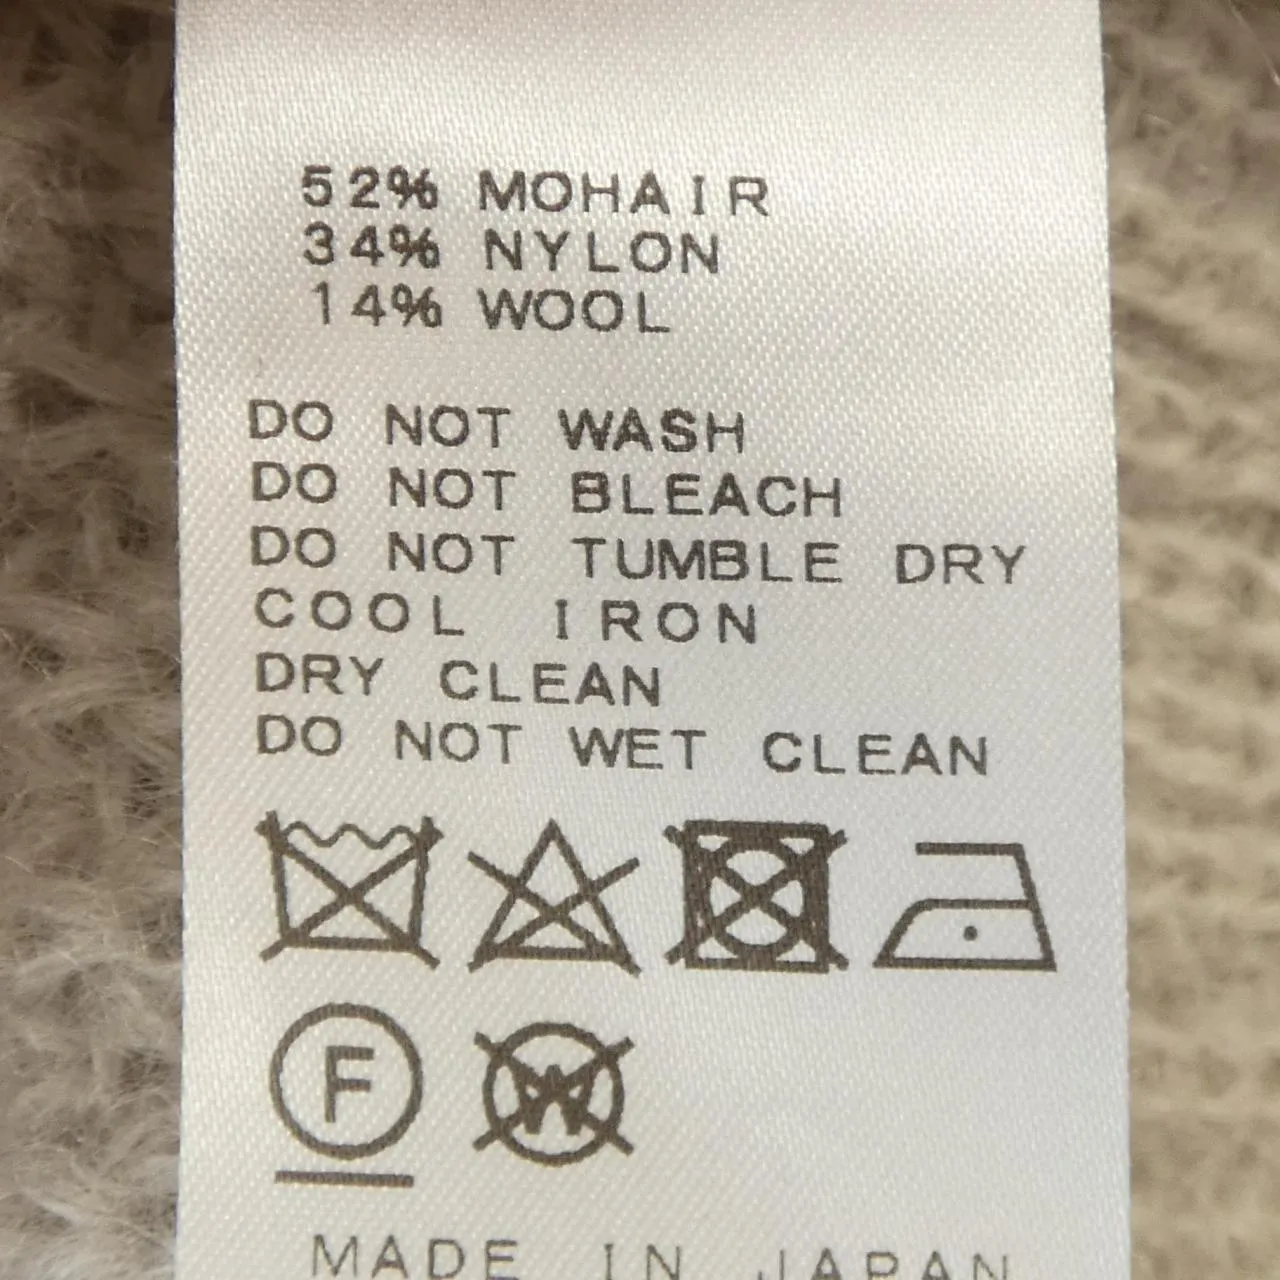 52% MOHAIR
34% NYLON
14% WOOL
DO NOT WASH
DO NOT BLEACH
DO NOT TUMBLE DRY
COOL IRON
DRY CLEAN
DO NOT WET CLEAN
F W
MADE IN JAPAN